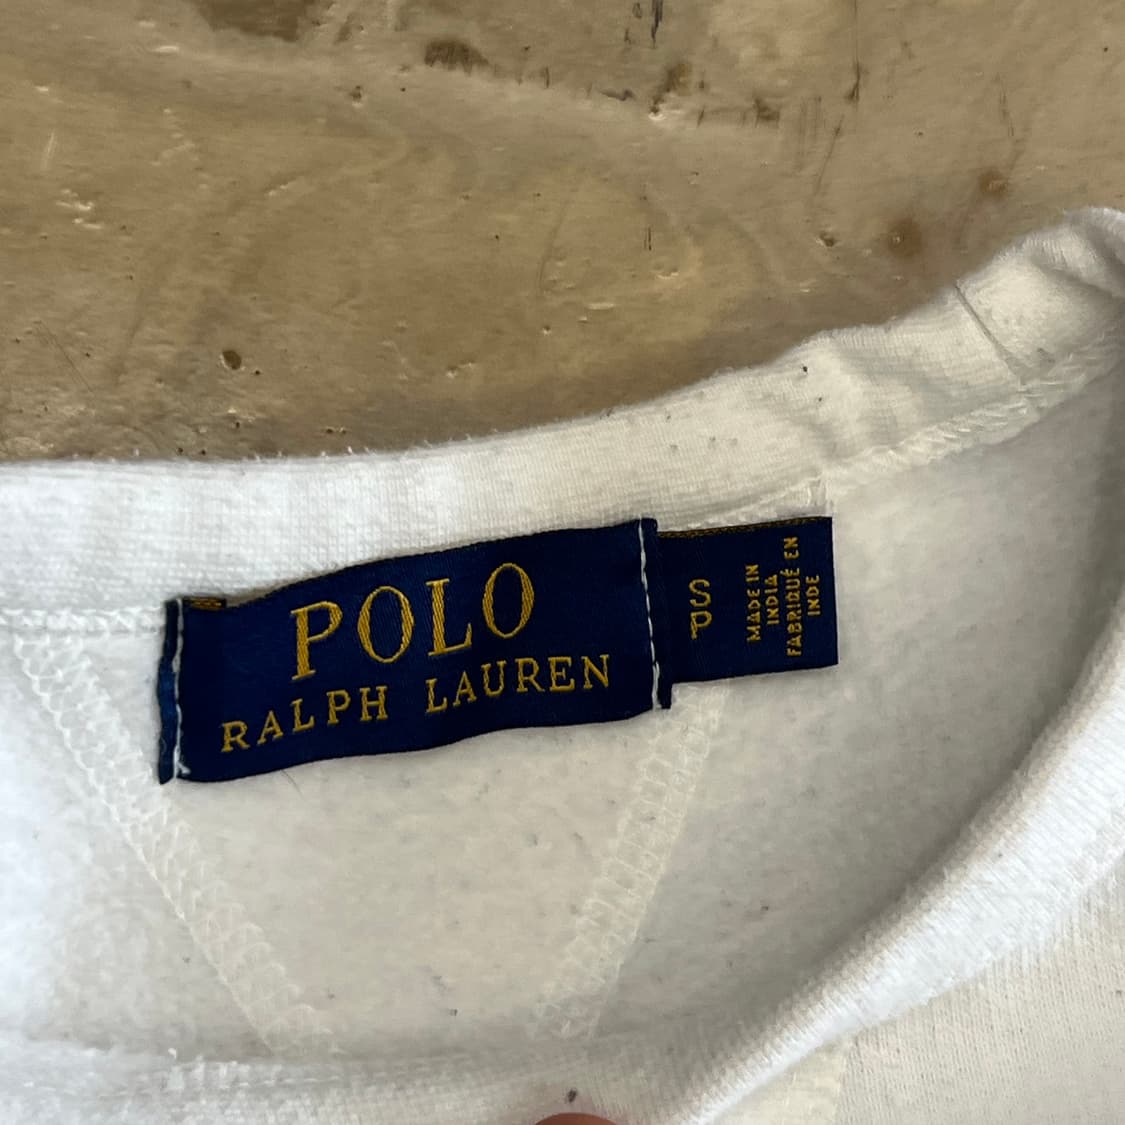 POLO
RALPH LAUREN
S
P
MADE IN
INDIA
FABRIQUÉ EN
INDE